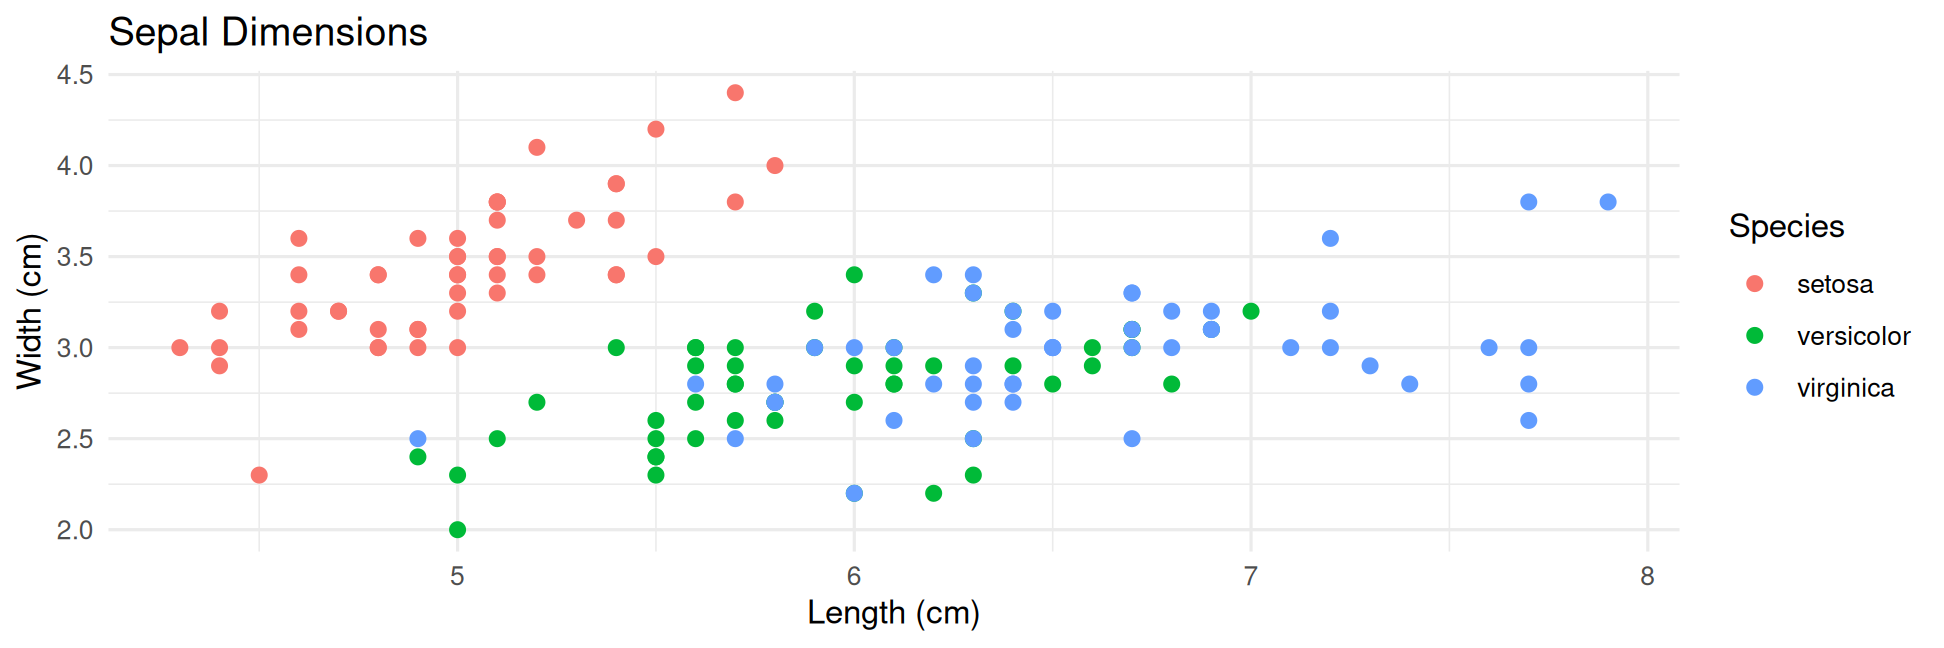 Sepal Dimensions
4.5
4.0
3.5
3.0
2.5
2.0
Width (cm)
5 6 7 8
Length (cm)
Species
setosa
versicolor
virginica